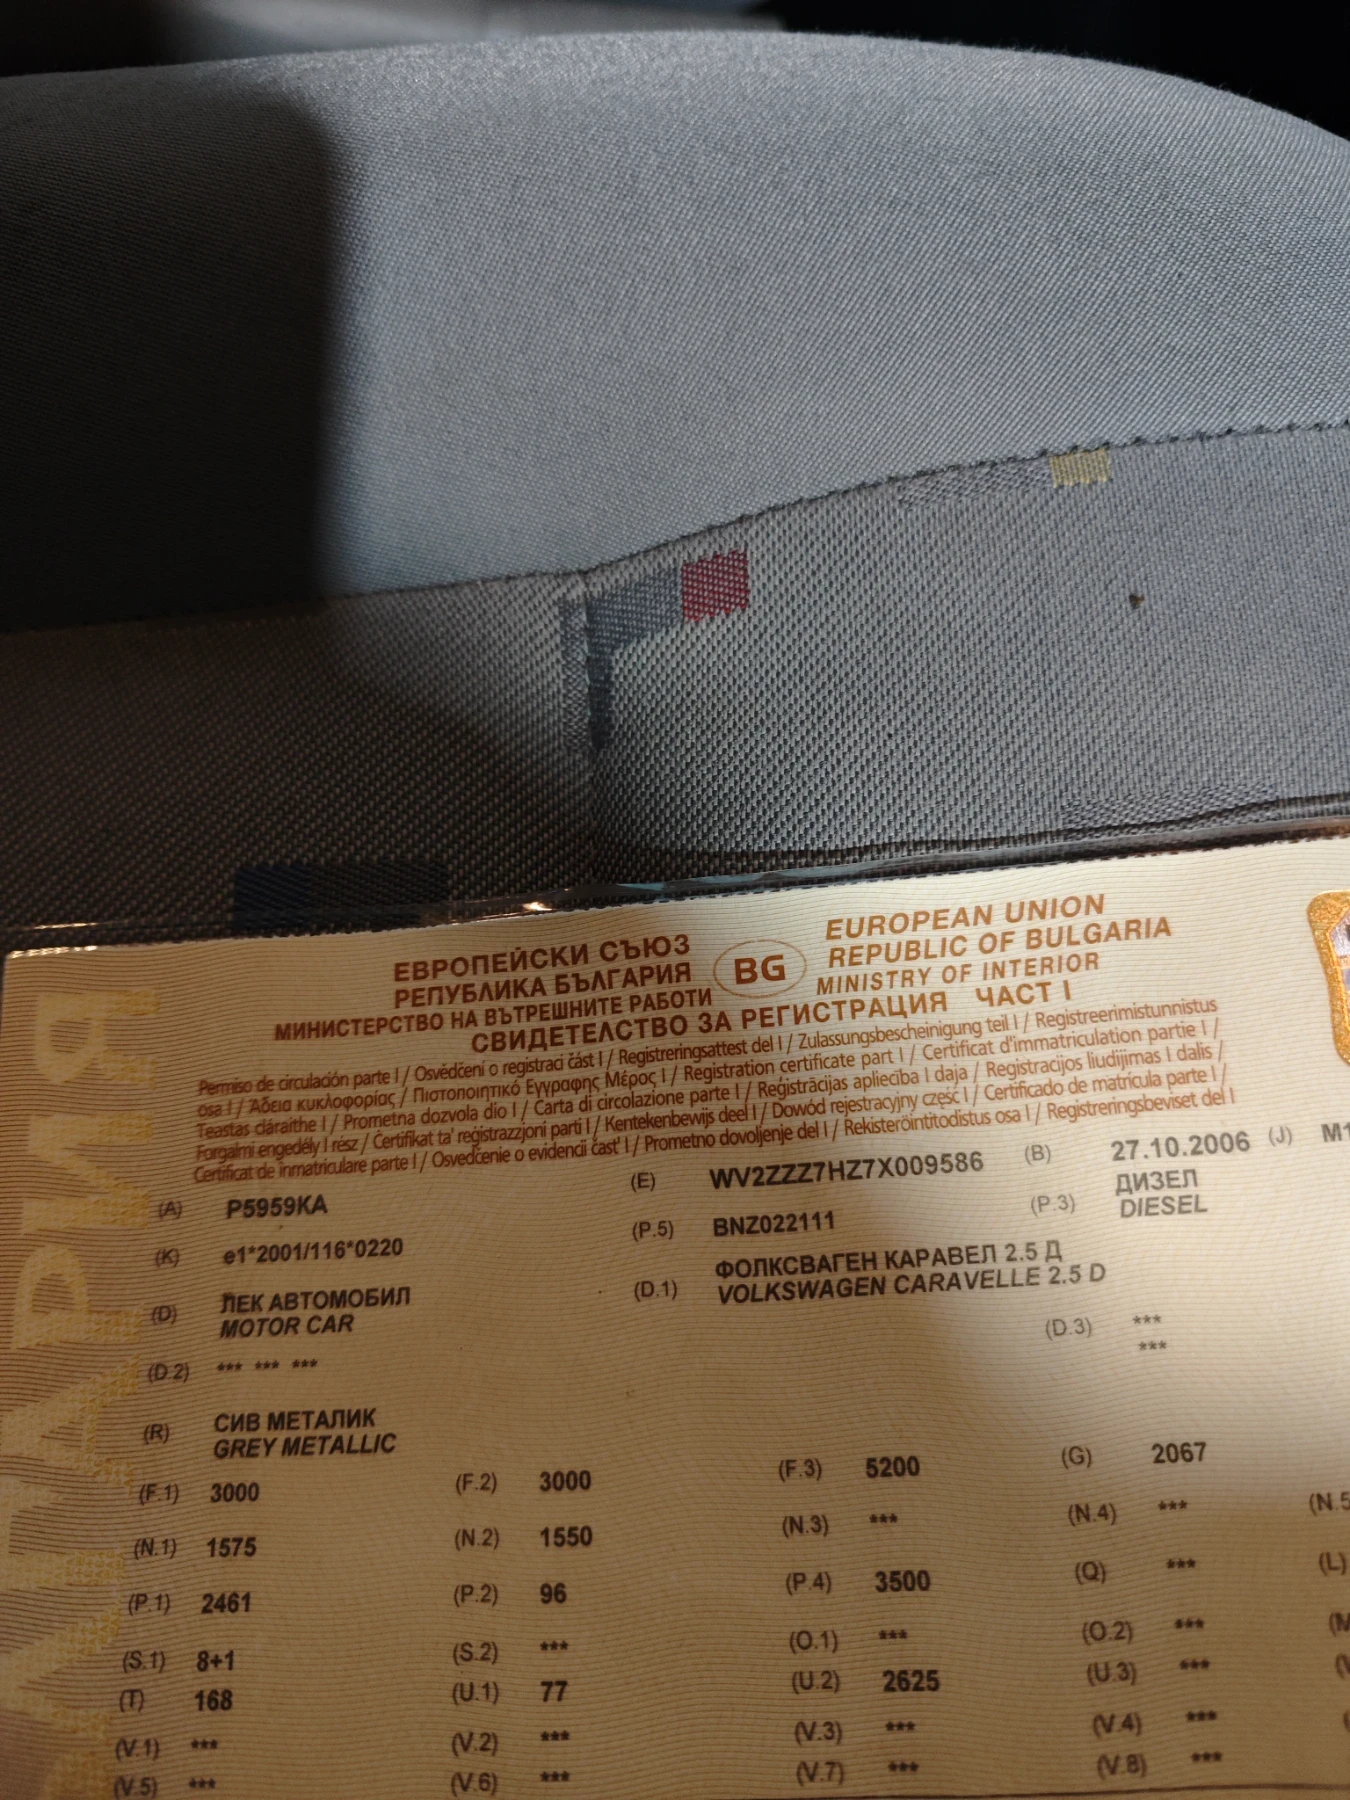 ЕВРОПЕЙСКИ СЪЮЗ
РЕПУБЛИКА БЪЛГАРИЯ
МИНИСТЕРСТВО НА ВЪТРЕШНИТЕ РАБОТИ
BG
EUROPEAN UNION
REPUBLIC OF BULGARIA
MINISTRY OF INTERIOR
СВИДЕТЕЛСТВО ЗА РЕГИСТРАЦИЯ ЧАСТ I
Permiso de circulación parte I / Osvědčení o registraci část I / Registreringsattest del I / Zulassungsbescheinigung teil I / Registreerimistunnistus
osa I / Άδεια κυκλοφορίας / Πιστοποιητικό Εγγραφης Μέρος I / Registration certificate part I / Certificat d'immatriculation partie I /
Teastas cláraithe I / Prometna dozvola dio I / Carta di circolazione parte I / Reģistrācijas apliecība I daja / Registracijos liudijimas I dalis /
Forgalmi engedély I rész / Certifikat ta' reġistrazzjoni parti I / Kentekenbewijs deel I / Dowód rejestracyjny część I / Certificado de matrícula parte I /
Certificat de inmatriculare parte I / Osvedčenie o evidencii časť I / Prometno dovoljenje del I / Rekisteröintitodistus osa I / Registreringsbeviset del I
(A) P5959KA (E) WV2ZZZ7HZ7X009586 (B) 27.10.2006 (J) M1
(K) e1*2001/116*0220 (P.5) BNZ022111 (P.3) ДИЗЕЛ
DIESEL
(D) ЛЕК АВТОМОБИЛ (D.1) ФОЛКСВАГЕН КАРАВЕЛ 2.5 Д
MOTOR CAR VOLKSWAGEN CARAVELLE 2.5 D
(D.2) *** *** *** (D.3) ***
***
(R) СИВ МЕТАЛИК
GREY METALLIC
(F.1) 3000 (F.2) 3000 (F.3) 5200 (G) 2067
(N.1) 1575 (N.2) 1550 (N.3) *** (N.4) *** (N.5
(P.1) 2461 (P.2) 96 (P.4) 3500 (Q) *** (L)
(S.1) 8+1 (S.2) *** (O.1) *** (O.2) ***
(T) 168 (U.1) 77 (U.2) 2625 (U.3) ***
(V.1) *** (V.2) *** (V.3) *** (V.4) ***
(V.5) *** (V.6) *** (V.7) *** (V.8) ***